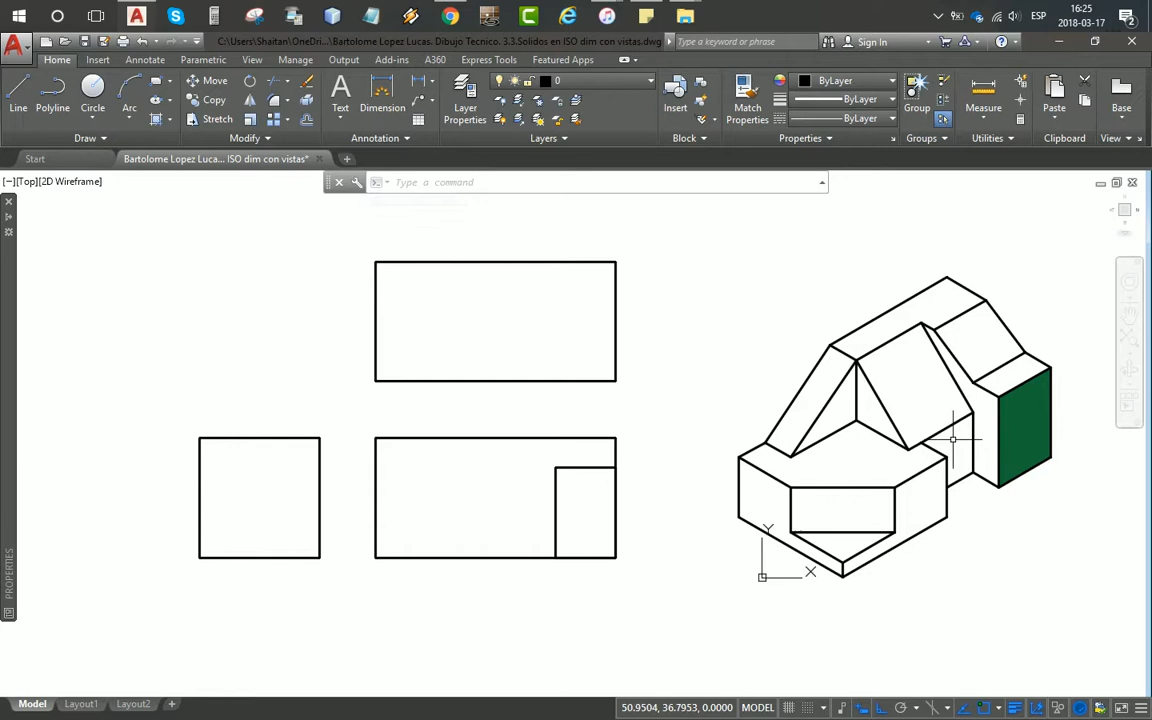 16:25
ESP
2018-03-17
2
C:\Users\Shaitan\OneDri... Bartolome Lopez Lucas. Dibujo Tecnico. 3.3.Solidos en ISO dim con vistas.dwg
Type a keyword or phrase
Sign In
Home Insert Annotate Parametric View Manage Output Add-ins A360 Express Tools Featured Apps
Line Polyline Circle Arc
Move
Copy
Stretch
Text Dimension
Layer Properties
0
Insert
Match Properties
ByLayer
ByLayer
ByLayer
Group
Measure
Paste
Base
Draw Modify Annotation Layers Block Properties Groups Utilities Clipboard View
Start
Bartolome Lopez Luca... ISO dim con vistas*
[−][Top][2D Wireframe]
Type a command
Y
X
PROPERTIES
Model Layout1 Layout2
50.9504, 36.7953, 0.0000 MODEL